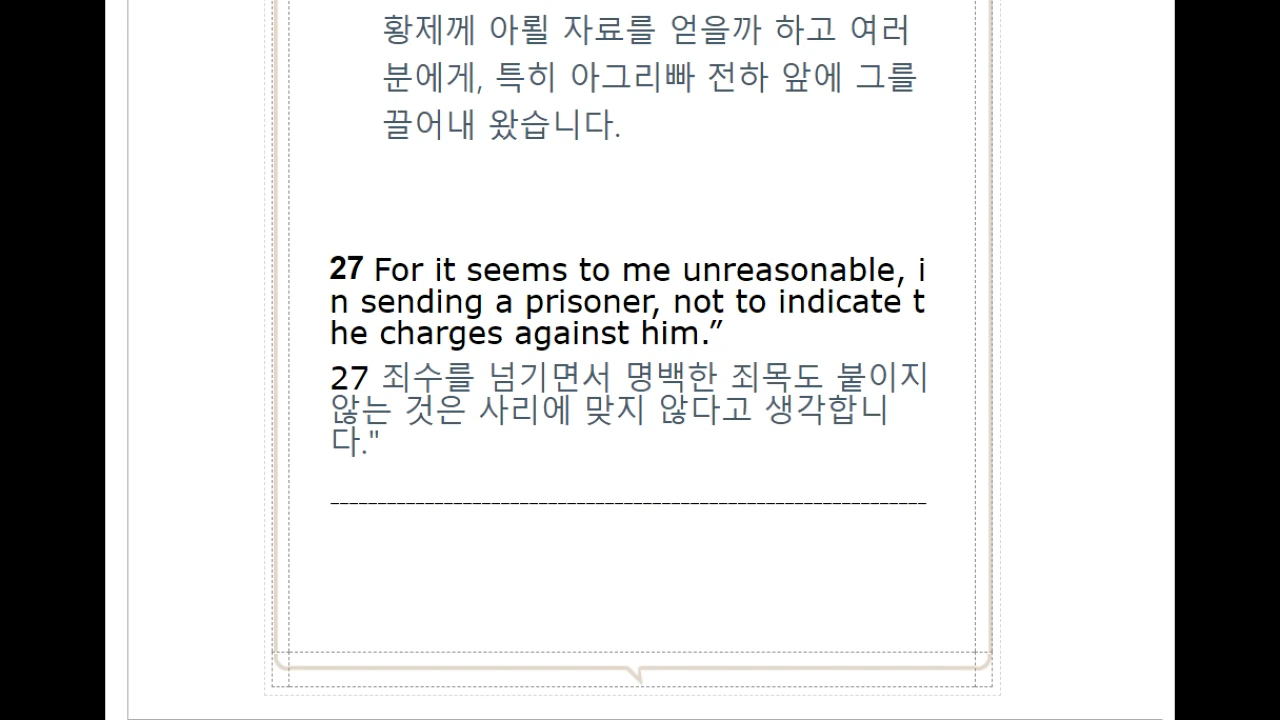 황제께 아뢸 자료를 얻을까 하고 여러
분에게, 특히 아그리빠 전하 앞에 그를
끌어내 왔습니다.
27 For it seems to me unreasonable, i
n sending a prisoner, not to indicate t
he charges against him.”
27 죄수를 넘기면서 명백한 죄목도 붙이지
않는 것은 사리에 맞지 않다고 생각합니
다."